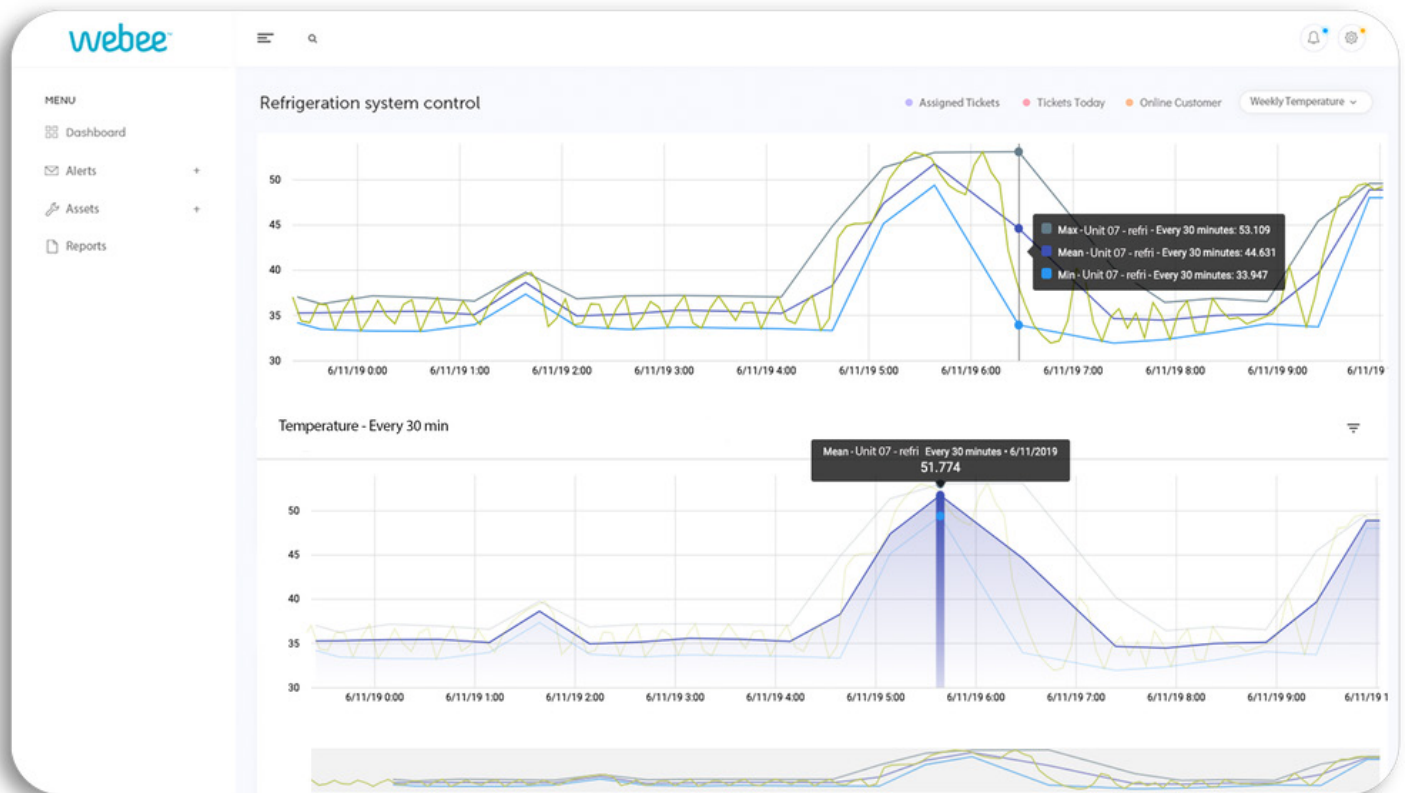 webee™
MENU
Dashboard
Alerts +
Assets +
Reports
Refrigeration system control
Assigned Tickets
Tickets Today
Online Customer
Weekly Temperature
50
45
40
35
30
Max - Unit 07 - refri - Every 30 minutes: 53.109
Mean - Unit 07 - refri - Every 30 minutes: 44.631
Min - Unit 07 - refri - Every 30 minutes: 33.947
6/11/19 0:00 6/11/19 1:00 6/11/19 2:00 6/11/19 3:00 6/11/19 4:00 6/11/19 5:00 6/11/19 6:00 6/11/19 7:00 6/11/19 8:00 6/11/19 9:00 6/11/19
Temperature - Every 30 min
Mean - Unit 07 - refri Every 30 minutes • 6/11/2019
51.774
50
45
40
35
30
6/11/19 0:00 6/11/19 1:00 6/11/19 2:00 6/11/19 3:00 6/11/19 4:00 6/11/19 5:00 6/11/19 6:00 6/11/19 7:00 6/11/19 8:00 6/11/19 9:00 6/11/19 1